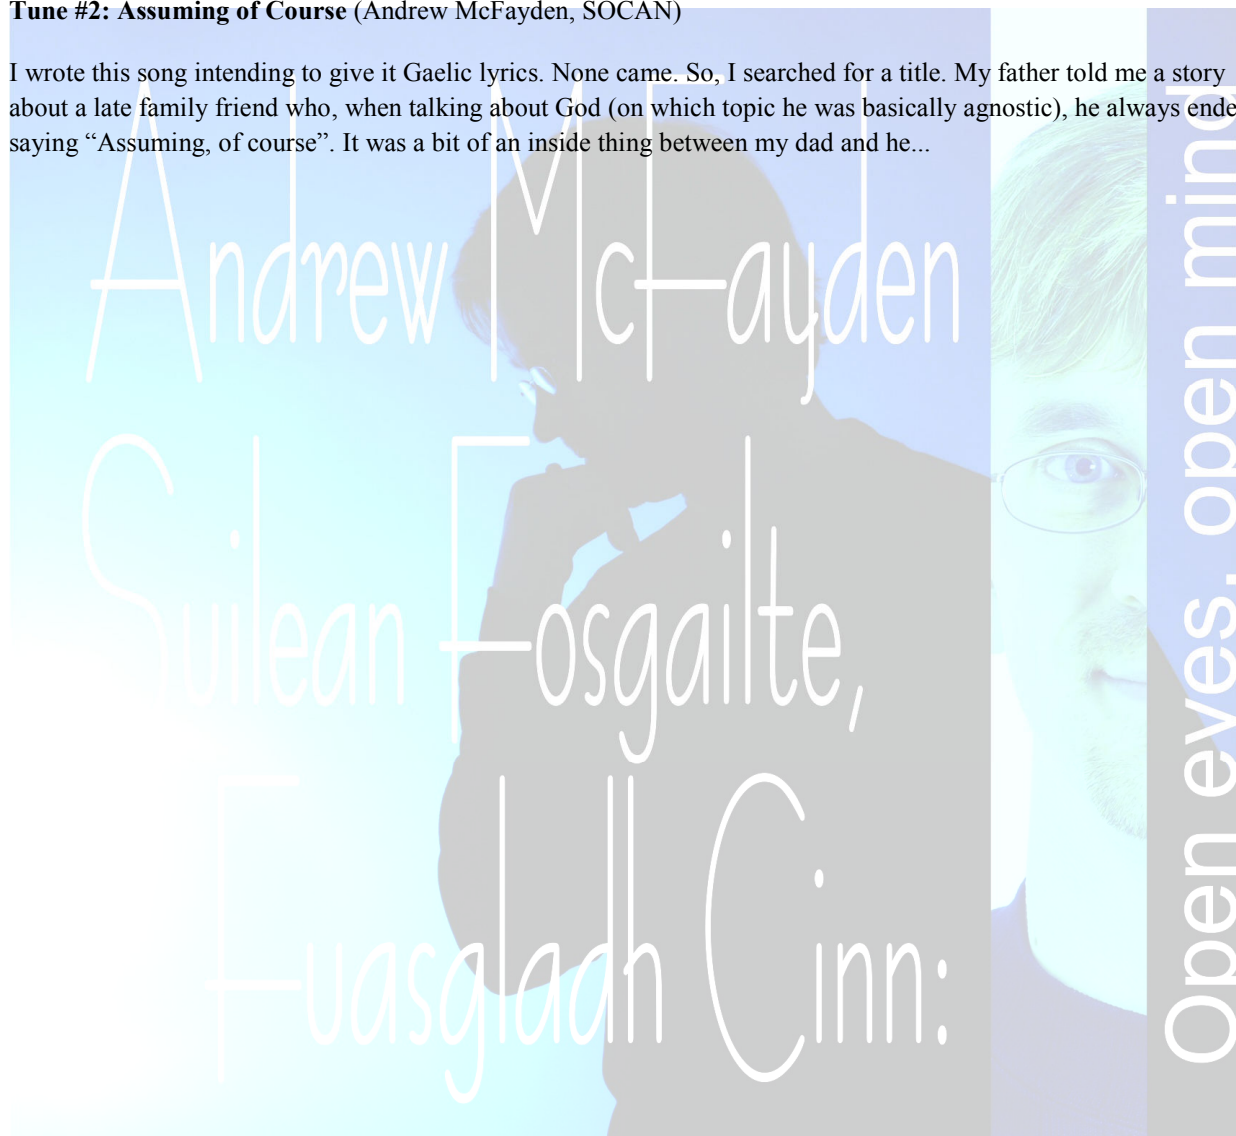 Tune #2: Assuming of Course (Andrew McFayden, SOCAN)
I wrote this song intending to give it Gaelic lyrics. None came. So, I searched for a title. My father told me a story
about a late family friend who, when talking about God (on which topic he was basically agnostic), he always ende
saying “Assuming, of course”. It was a bit of an inside thing between my dad and he...
Andrew McFayden
Suilean Fosgailte,
Fuasgladh Cinn:
Open eyes, open mind